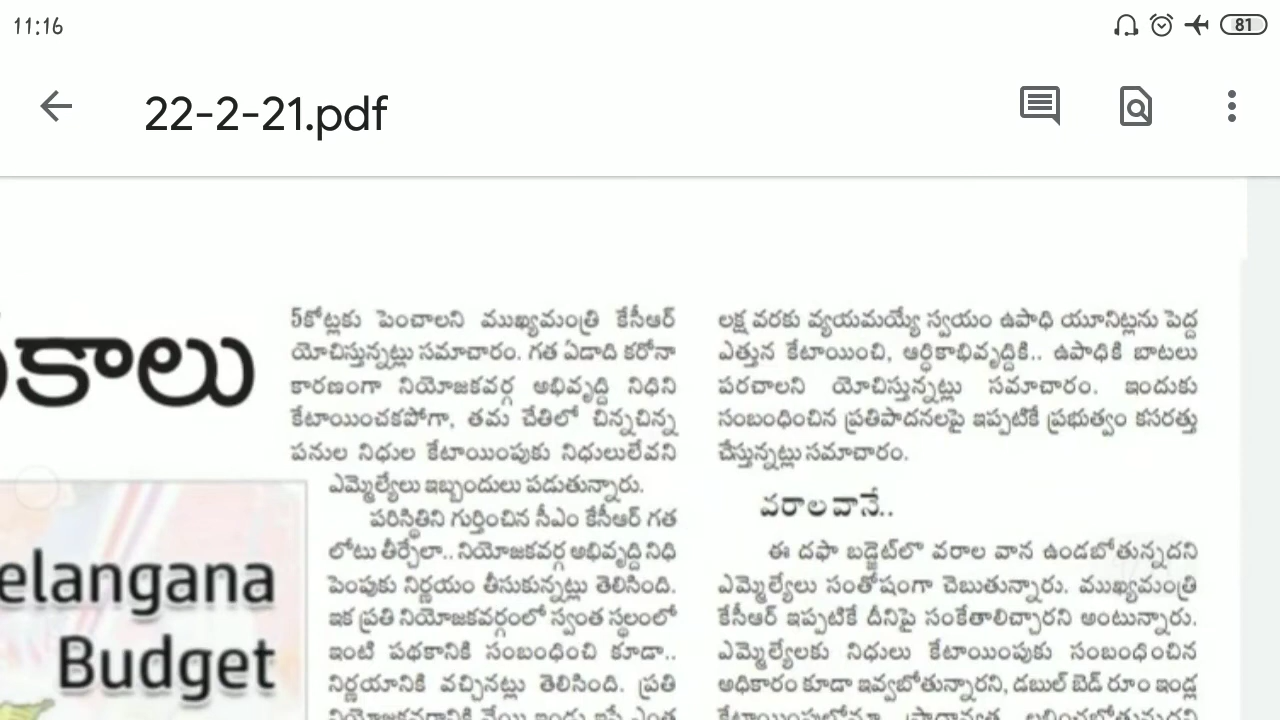 11:16
81
22-2-21.pdf
కాలు
elangana
Budget
5కోట్లకు పెంచాలని ముఖ్యమంత్రి కేసీఆర్
యోచిస్తున్నట్లు సమాచారం. గత ఏడాది కరోనా
కారణంగా నియోజకవర్గ అభివృద్ధి నిధిని
కేటాయించకపోగా, తమ చేతిలో చిన్నచిన్న
పనుల నిధుల కేటాయింపుకు నిధులులేవని
ఎమ్మెల్యేలు ఇబ్బందులు పడుతున్నారు.
పరిస్థితిని గుర్తించిన సీఎం కేసీఆర్ గత
లోటు తీర్చేలా.. నియోజకవర్గ అభివృద్ధి నిధి
పెంపుకు నిర్ణయం తీసుకున్నట్లు తెలిసింది.
ఇక ప్రతి నియోజకవర్గంలో స్వంత స్థలంలో
ఇంటి పథకానికి సంబంధించి కూడా..
నిర్ణయానికి వచ్చినట్లు తెలిసింది. ప్రతి
లక్ష వరకు వ్యయమయ్యే స్వయం ఉపాధి యూనిట్లను పెద్ద
ఎత్తున కేటాయించి, ఆర్థికాభివృద్ధికి.. ఉపాధికి బాటలు
పరచాలని యోచిస్తున్నట్లు సమాచారం. ఇందుకు
సంబంధించిన ప్రతిపాదనలపై ఇప్పటికే ప్రభుత్వం కసరత్తు
చేస్తున్నట్లు సమాచారం.
వరాల వానే..
ఈ దఫా బడ్జెట్‌లో వరాల వాన ఉండబోతున్నదని
ఎమ్మెల్యేలు సంతోషంగా చెబుతున్నారు. ముఖ్యమంత్రి
కేసీఆర్ ఇప్పటికే దీనిపై సంకేతాలిచ్చారని అంటున్నారు.
ఎమ్మెల్యేలకు నిధులు కేటాయింపుకు సంబంధించిన
అధికారం కూడా ఇవ్వబోతున్నారని, డబుల్ బెడ్ రూం ఇండ్ల